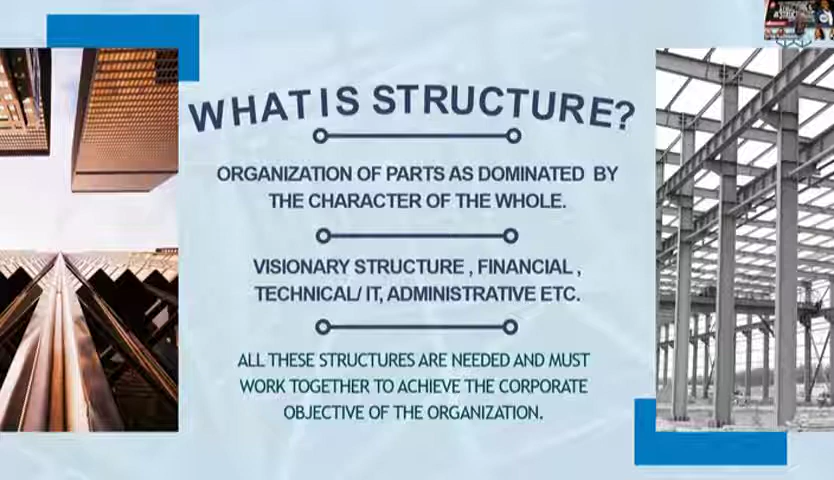 WHAT IS STRUCTURE?
ORGANIZATION OF PARTS AS DOMINATED BY
THE CHARACTER OF THE WHOLE.
VISIONARY STRUCTURE , FINANCIAL ,
TECHNICAL/ IT, ADMINISTRATIVE ETC.
ALL THESE STRUCTURES ARE NEEDED AND MUST
WORK TOGETHER TO ACHIEVE THE CORPORATE
OBJECTIVE OF THE ORGANIZATION.